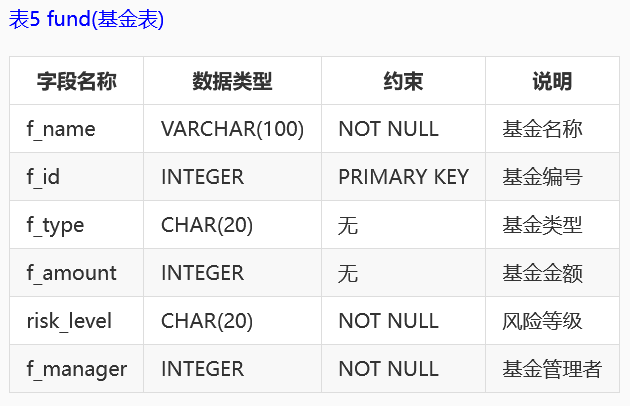 表5 fund(基金表)
字段名称 数据类型 约束 说明
f_name VARCHAR(100) NOT NULL 基金名称
f_id INTEGER PRIMARY KEY 基金编号
f_type CHAR(20) 无 基金类型
f_amount INTEGER 无 基金金额
risk_level CHAR(20) NOT NULL 风险等级
f_manager INTEGER NOT NULL 基金管理者